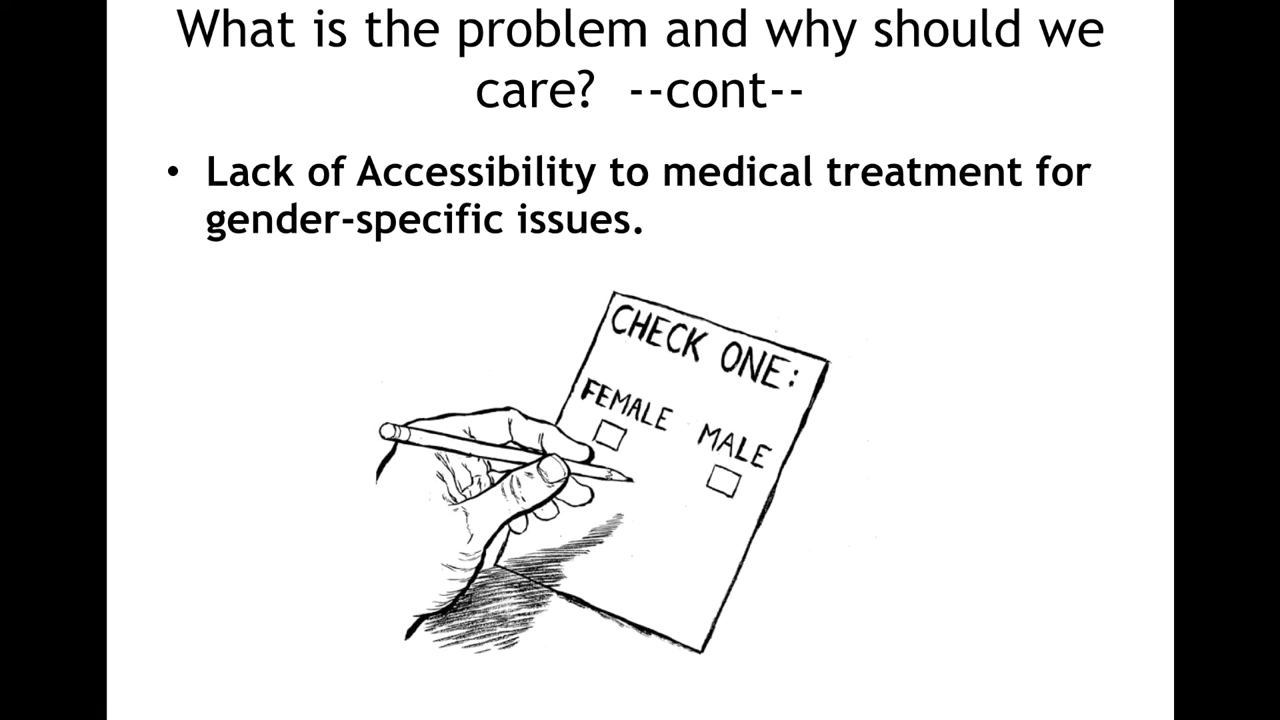 What is the problem and why should we
care? --cont--
• Lack of Accessibility to medical treatment for
gender-specific issues.
CHECK ONE:
FEMALE MALE